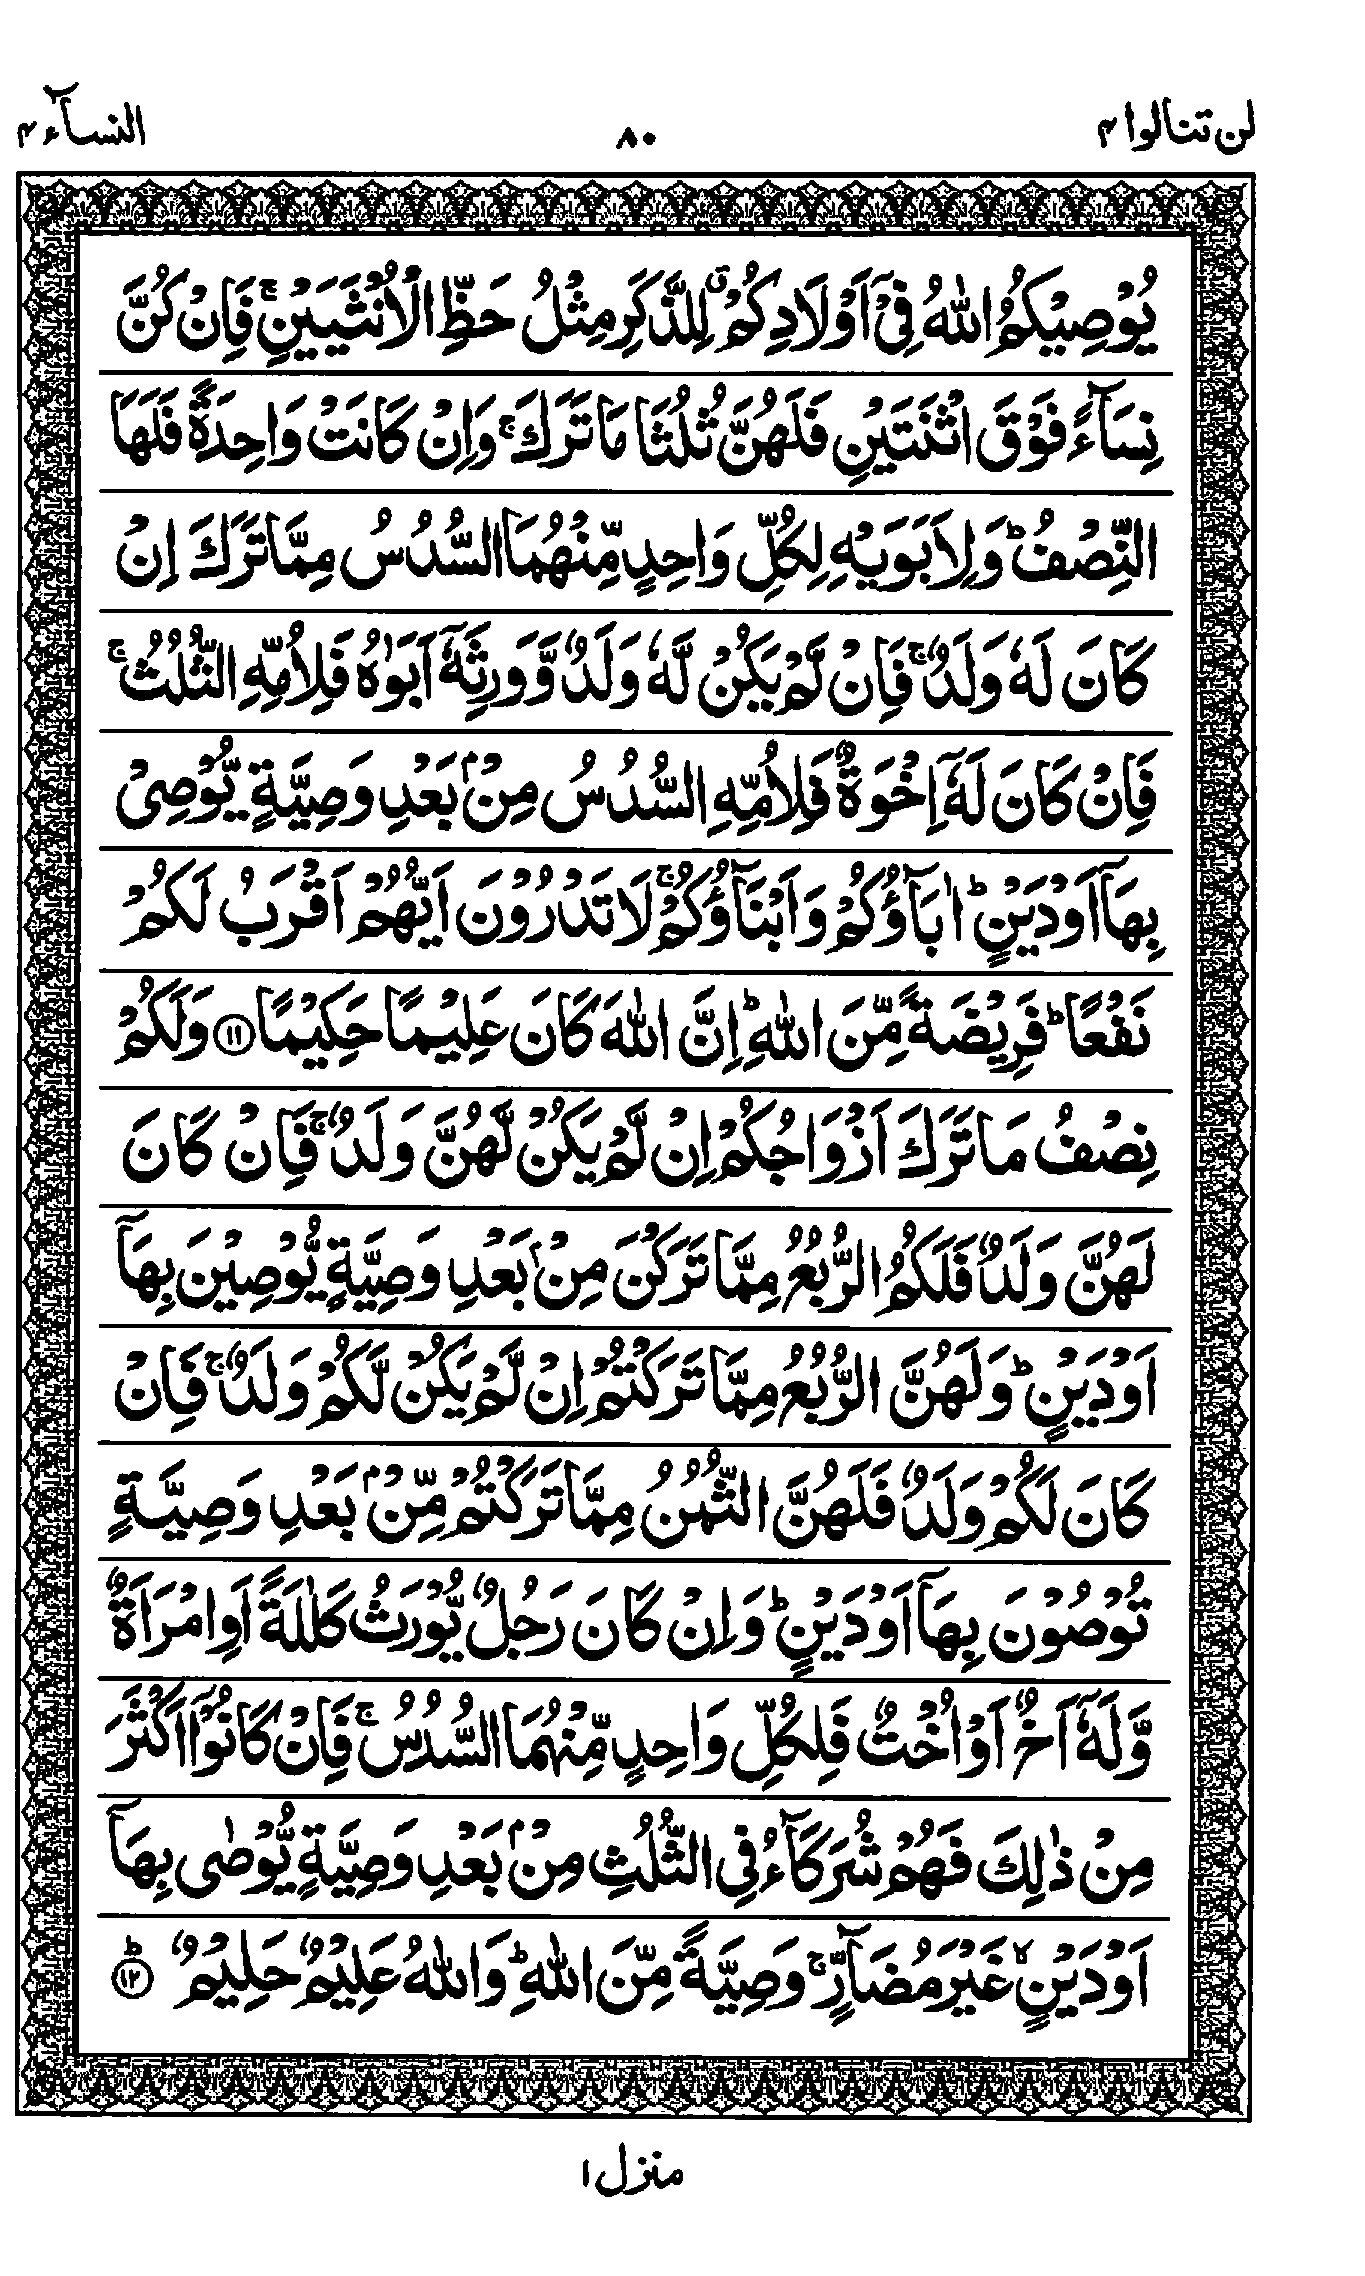 لن تنالوا ۴
۸۰
النسآء ۴
يُوْصِيْكُمُ اللّٰهُ فِيْۤ اَوْلَادِكُمْ ۗ لِلذَّكَرِ مِثْلُ حَظِّ الْاُنْثَيَيْنِ ۚ فَاِنْ كُنَّ
نِسَآءً فَوْقَ اثْنَتَيْنِ فَلَهُنَّ ثُلُثَا مَا تَرَكَ ۚ وَاِنْ كَانَتْ وَاحِدَةً فَلَهَا
النِّصْفُ ؕ وَلِاَبَوَيْهِ لِكُلِّ وَاحِدٍ مِّنْهُمَا السُّدُسُ مِمَّا تَرَكَ اِنْ
كَانَ لَهٗ وَلَدٌ ۚ فَاِنْ لَّمْ يَكُنْ لَّهٗ وَلَدٌ وَّوَرِثَهٗۤ اَبَوٰهُ فَلِاُمِّهِ الثُّلُثُ ۚ
فَاِنْ كَانَ لَهٗۤ اِخْوَةٌ فَلِاُمِّهِ السُّدُسُ مِنْۢ بَعْدِ وَصِيَّةٍ يُّوْصِيْ
بِهَاۤ اَوْ دَيْنٍ ؕ اٰبَآؤُكُمْ وَاَبْنَآؤُكُمْ ۚ لَا تَدْرُوْنَ اَيُّهُمْ اَقْرَبُ لَكُمْ
نَفْعًا ؕ فَرِيْضَةً مِّنَ اللّٰهِ ؕ اِنَّ اللّٰهَ كَانَ عَلِيْمًا حَكِيْمًا ۝۱۱ وَلَكُمْ
نِصْفُ مَا تَرَكَ اَزْوَاجُكُمْ اِنْ لَّمْ يَكُنْ لَّهُنَّ وَلَدٌ ۚ فَاِنْ كَانَ
لَهُنَّ وَلَدٌ فَلَكُمُ الرُّبُعُ مِمَّا تَرَكْنَ مِنْۢ بَعْدِ وَصِيَّةٍ يُّوْصِيْنَ بِهَاۤ
اَوْ دَيْنٍ ؕ وَلَهُنَّ الرُّبُعُ مِمَّا تَرَكْتُمْ اِنْ لَّمْ يَكُنْ لَّكُمْ وَلَدٌ ۚ فَاِنْ
كَانَ لَكُمْ وَلَدٌ فَلَهُنَّ الثُّمُنُ مِمَّا تَرَكْتُمْ مِّنْۢ بَعْدِ وَصِيَّةٍ
تُوْصُوْنَ بِهَاۤ اَوْ دَيْنٍ ؕ وَاِنْ كَانَ رَجُلٌ يُّوْرَثُ كَلٰلَةً اَوِ امْرَاَةٌ
وَّلَهٗۤ اَخٌ اَوْ اُخْتٌ فَلِكُلِّ وَاحِدٍ مِّنْهُمَا السُّدُسُ ۚ فَاِنْ كَانُوْۤا اَكْثَرَ
مِنْ ذٰلِكَ فَهُمْ شُرَكَآءُ فِي الثُّلُثِ مِنْۢ بَعْدِ وَصِيَّةٍ يُّوْصٰى بِهَاۤ
اَوْ دَيْنٍ ۙ غَيْرَ مُضَآرٍّ ۚ وَصِيَّةً مِّنَ اللّٰهِ ؕ وَاللّٰهُ عَلِيْمٌ حَلِيْمٌ ؕ‏۝۱۲
منزل ۱